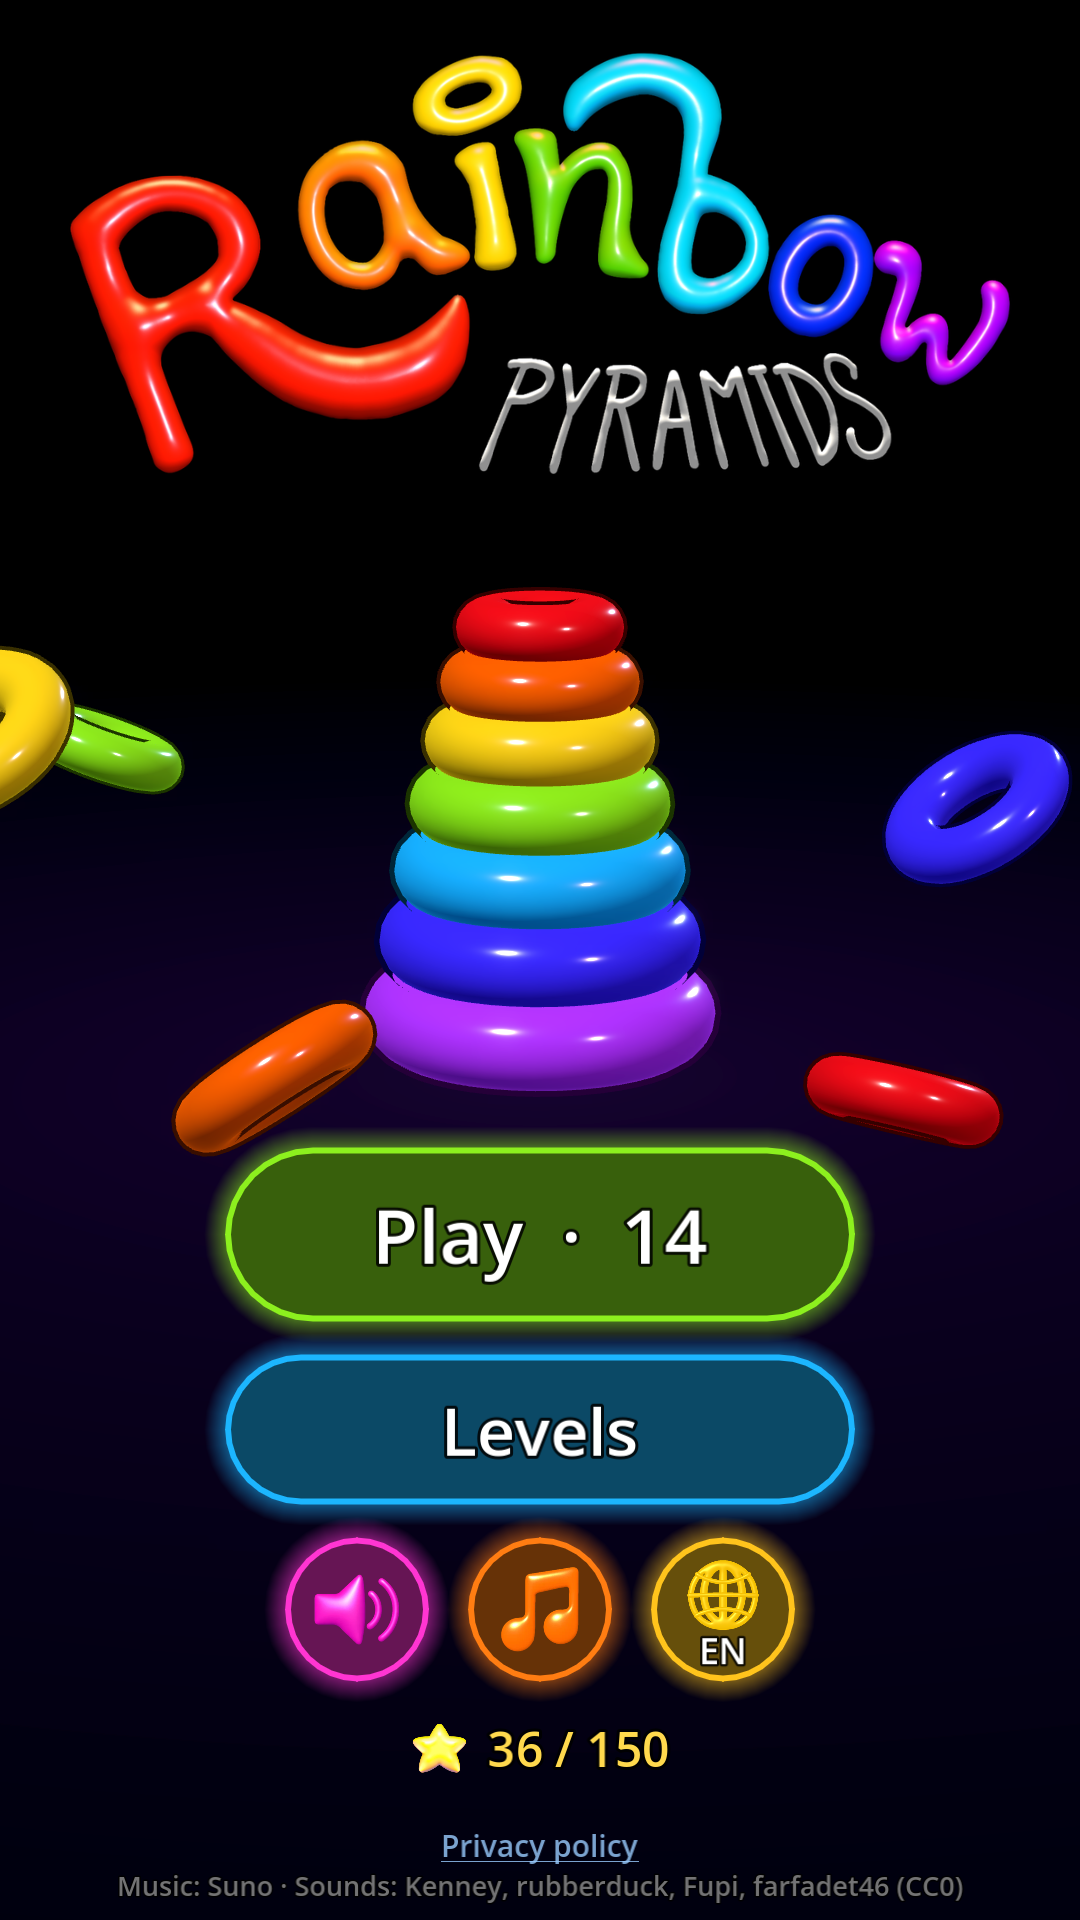 Rainbow
PYRAMIDS
Play · 14
Levels
EN
36 / 150
Privacy policy
Music: Suno · Sounds: Kenney, rubberduck, Fupi, farfadet46 (CC0)